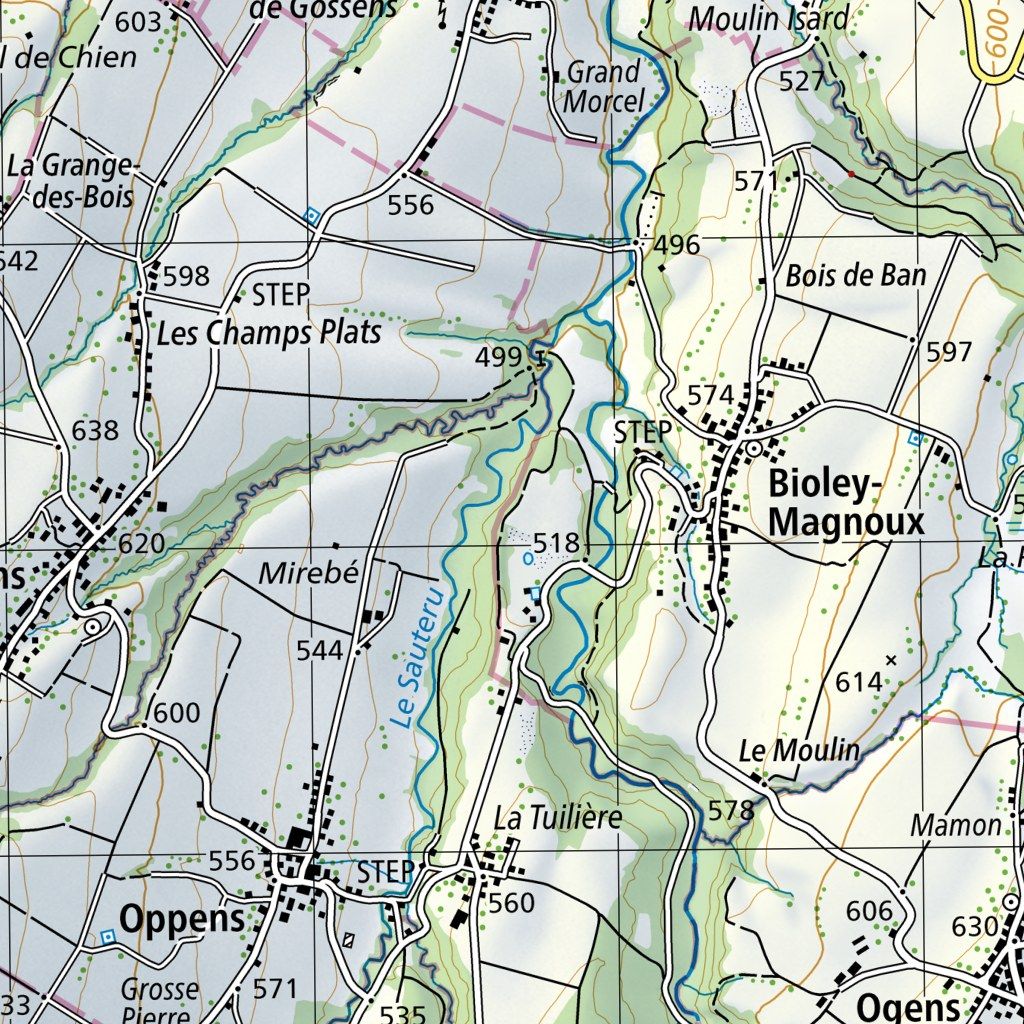 603
de Gossens
Moulin Isard
l de Chien
527
600
Grand
Morcel
La Grange-
des-Bois
571
556
496
542
598
STEP
Bois de Ban
Les Champs Plats
499
597
574
638
STEP
Bioley-
Magnoux
620
518
ns
Mirebé
Le Sauteru
544
614
600
Le Moulin
578
La Tuilière
Mamon
556
STEP
560
Oppens
606
630
571
Grosse
Pierre
33
535
Ogens